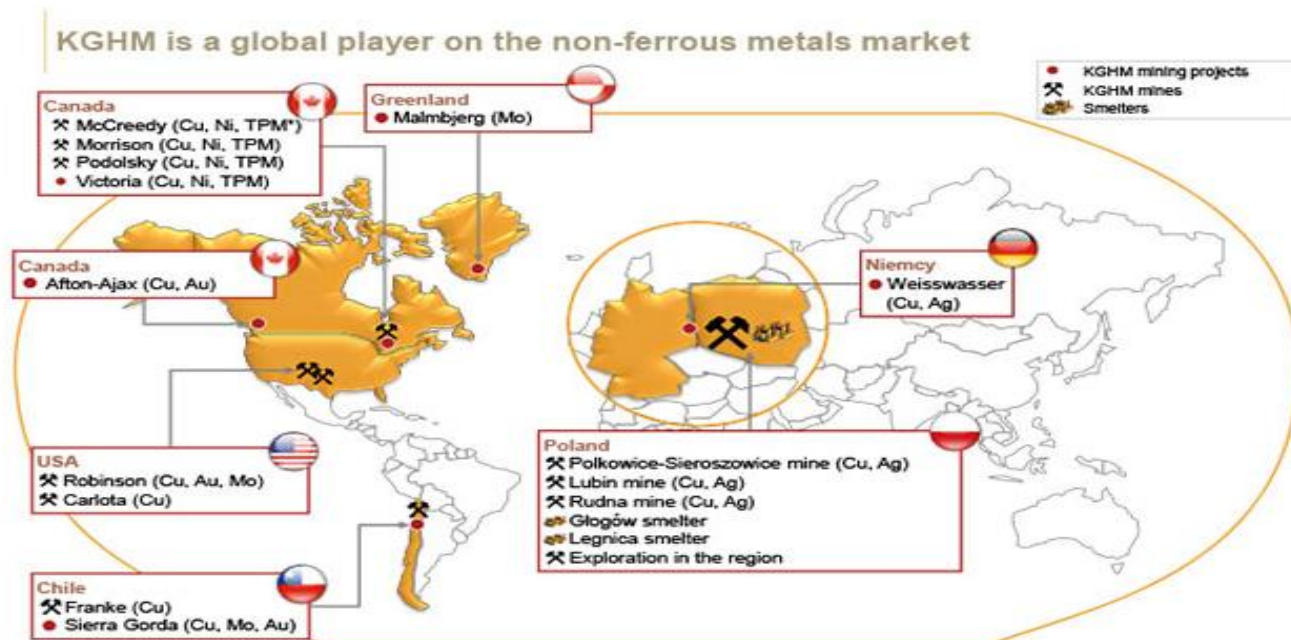 KGHM is a global player on the non-ferrous metals market
KGHM mining projects
KGHM mines
Smelters
Canada
McCreedy (Cu, Ni, TPM*)
Morrison (Cu, Ni, TPM)
Podolsky (Cu, Ni, TPM)
Victoria (Cu, Ni, TPM)
Greenland
Malmbjerg (Mo)
Canada
Afton-Ajax (Cu, Au)
Niemcy
Weisswasser
(Cu, Ag)
USA
Robinson (Cu, Au, Mo)
Carlota (Cu)
Poland
Polkowice-Sieroszowice mine (Cu, Ag)
Lubin mine (Cu, Ag)
Rudna mine (Cu, Ag)
Głogów smelter
Legnica smelter
Exploration in the region
Chile
Franke (Cu)
Sierra Gorda (Cu, Mo, Au)